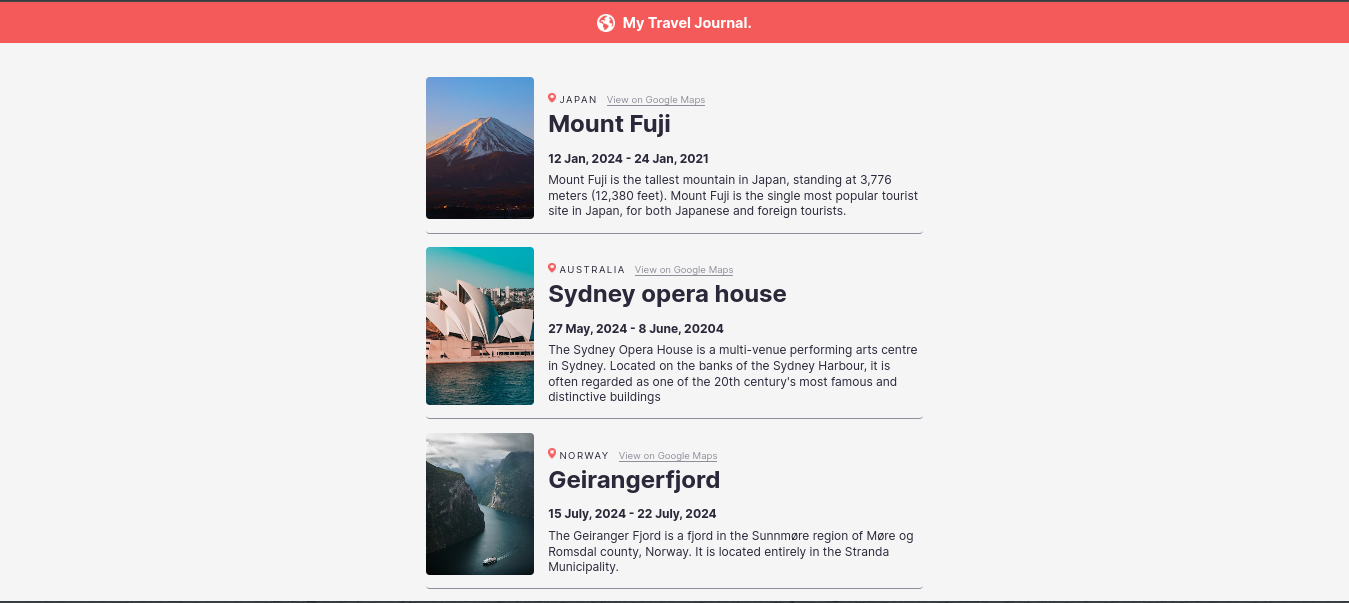 My Travel Journal.
JAPAN View on Google Maps
Mount Fuji
12 Jan, 2024 - 24 Jan, 2021
Mount Fuji is the tallest mountain in Japan, standing at 3,776
meters (12,380 feet). Mount Fuji is the single most popular tourist
site in Japan, for both Japanese and foreign tourists.
AUSTRALIA View on Google Maps
Sydney opera house
27 May, 2024 - 8 June, 20204
The Sydney Opera House is a multi-venue performing arts centre
in Sydney. Located on the banks of the Sydney Harbour, it is
often regarded as one of the 20th century's most famous and
distinctive buildings
NORWAY View on Google Maps
Geirangerfjord
15 July, 2024 - 22 July, 2024
The Geiranger Fjord is a fjord in the Sunnmøre region of Møre og
Romsdal county, Norway. It is located entirely in the Stranda
Municipality.